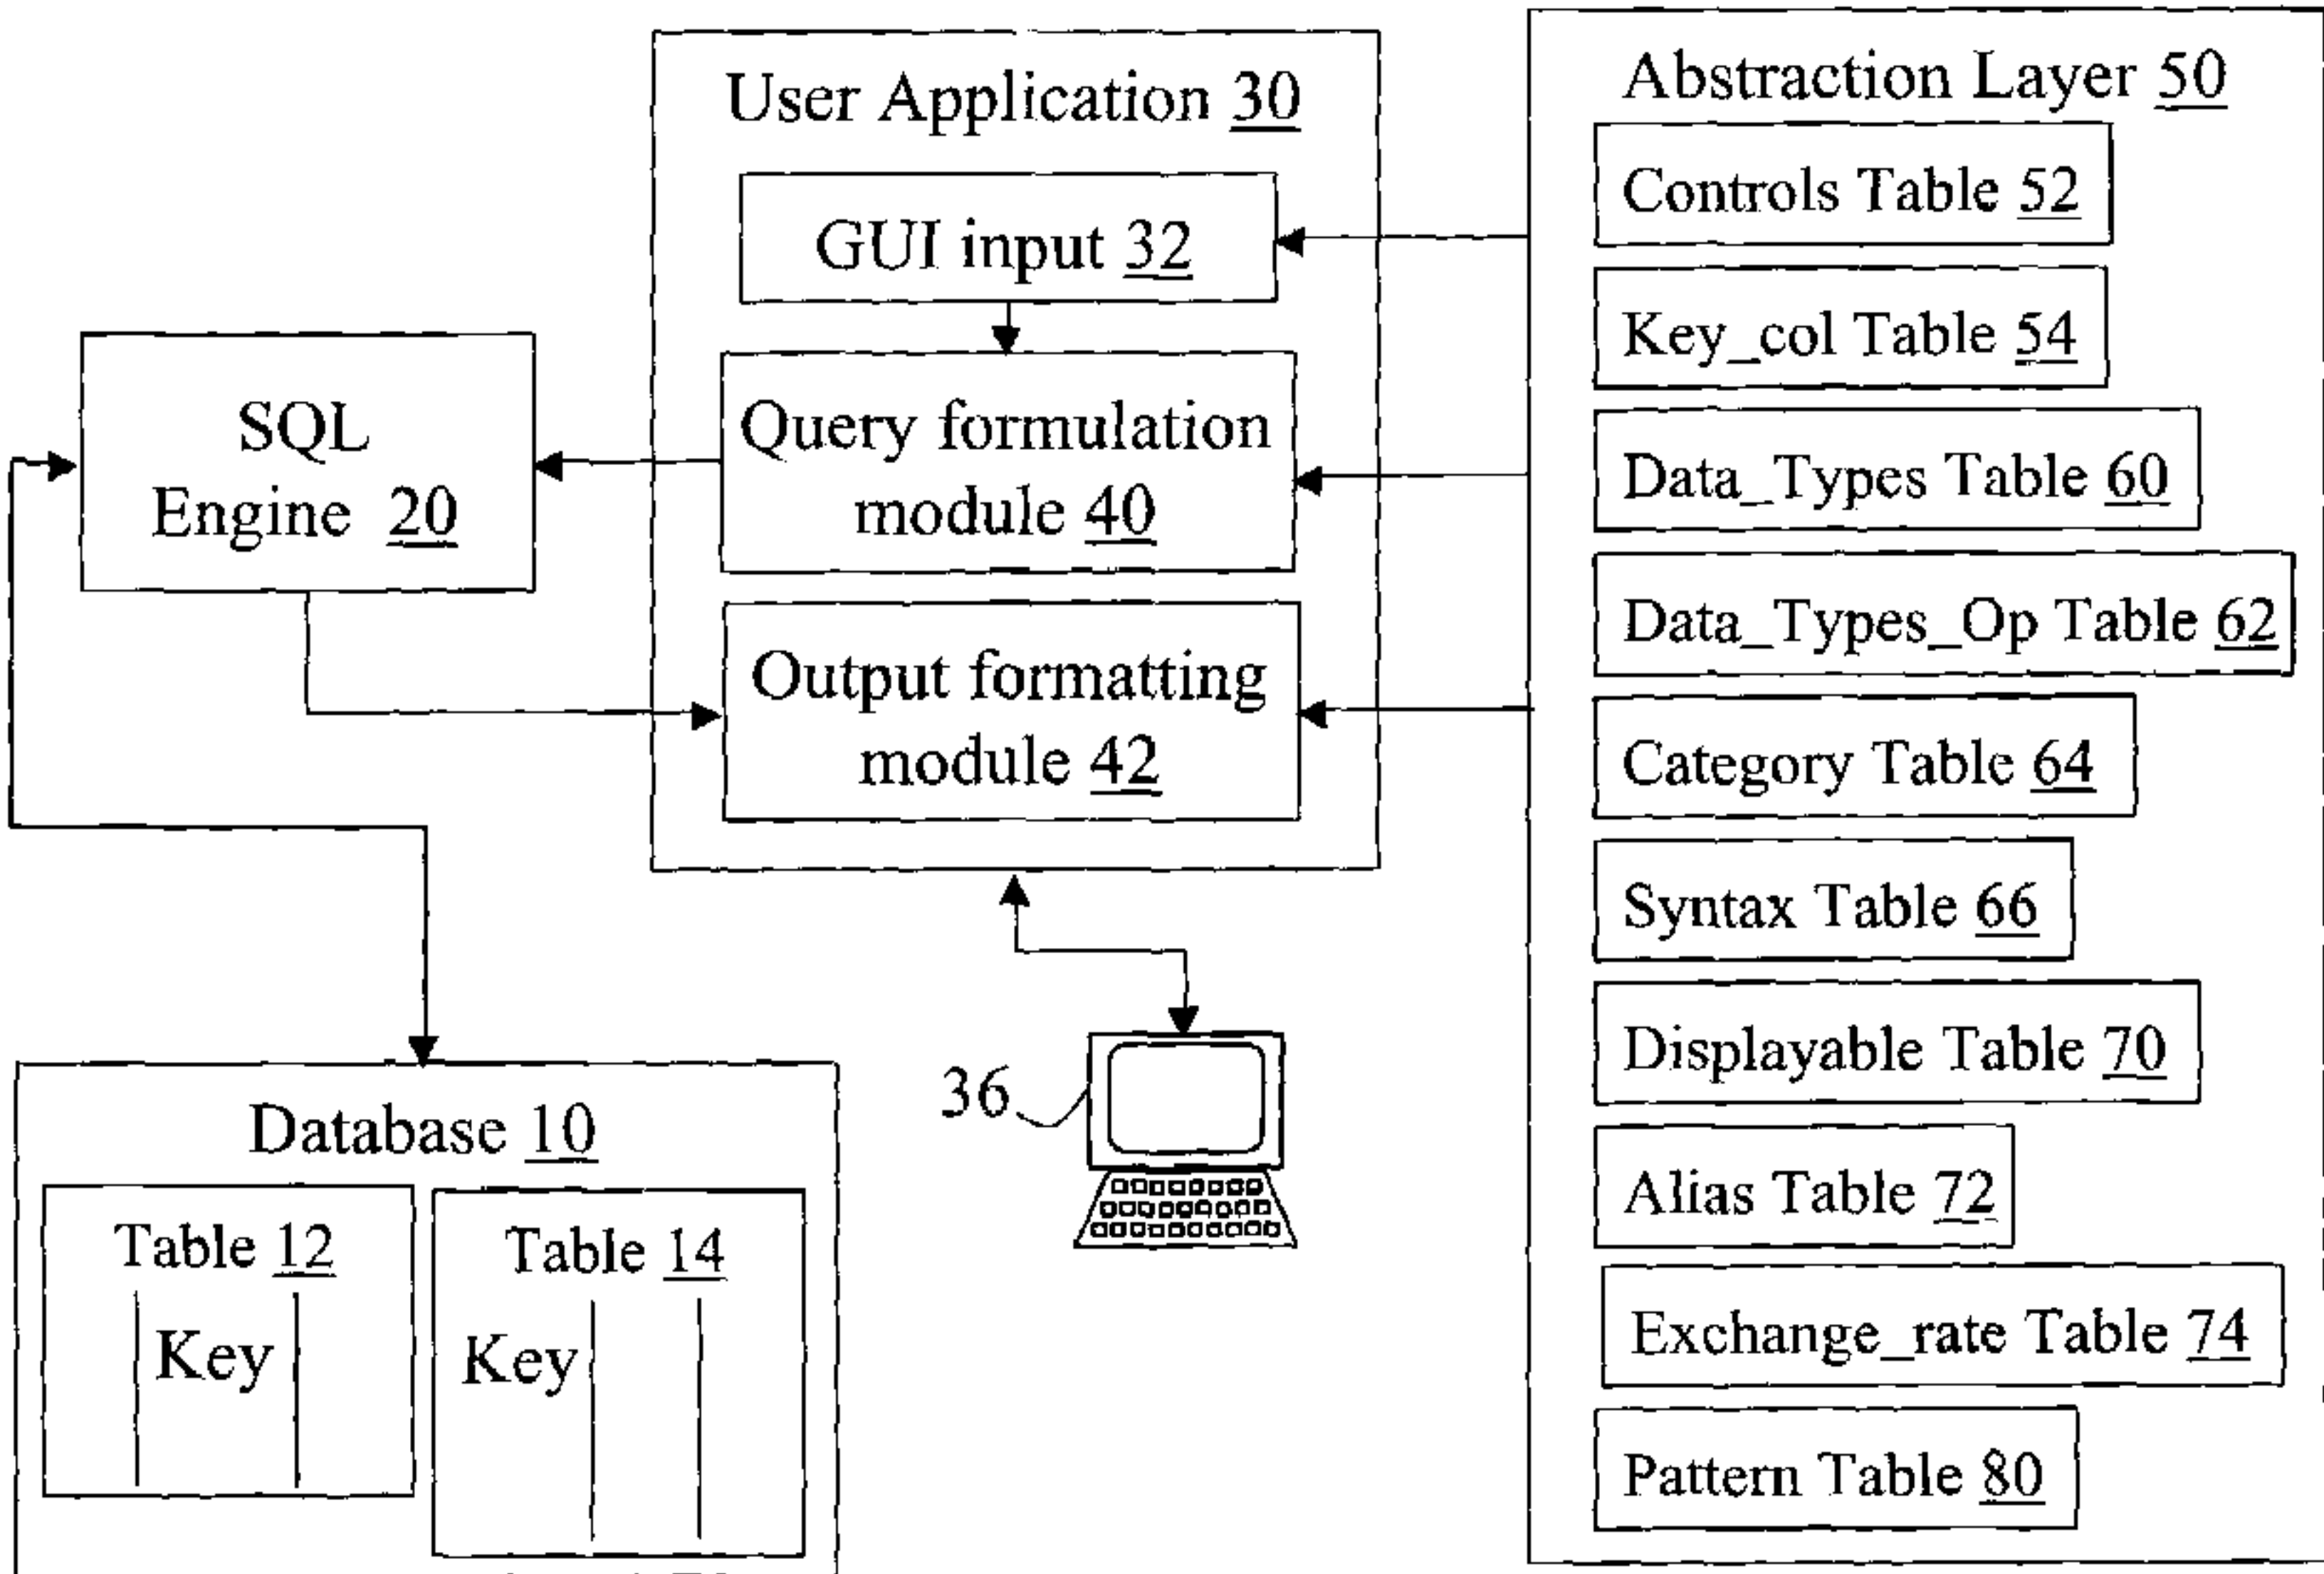 User Application 30
GUI input 32
Query formulation
module 40
Output formatting
module 42
SQL
Engine 20
Database 10
Table 12
Key
Table 14
Key
36
Abstraction Layer 50
Controls Table 52
Key_col Table 54
Data_Types Table 60
Data_Types_Op Table 62
Category Table 64
Syntax Table 66
Displayable Table 70
Alias Table 72
Exchange_rate Table 74
Pattern Table 80